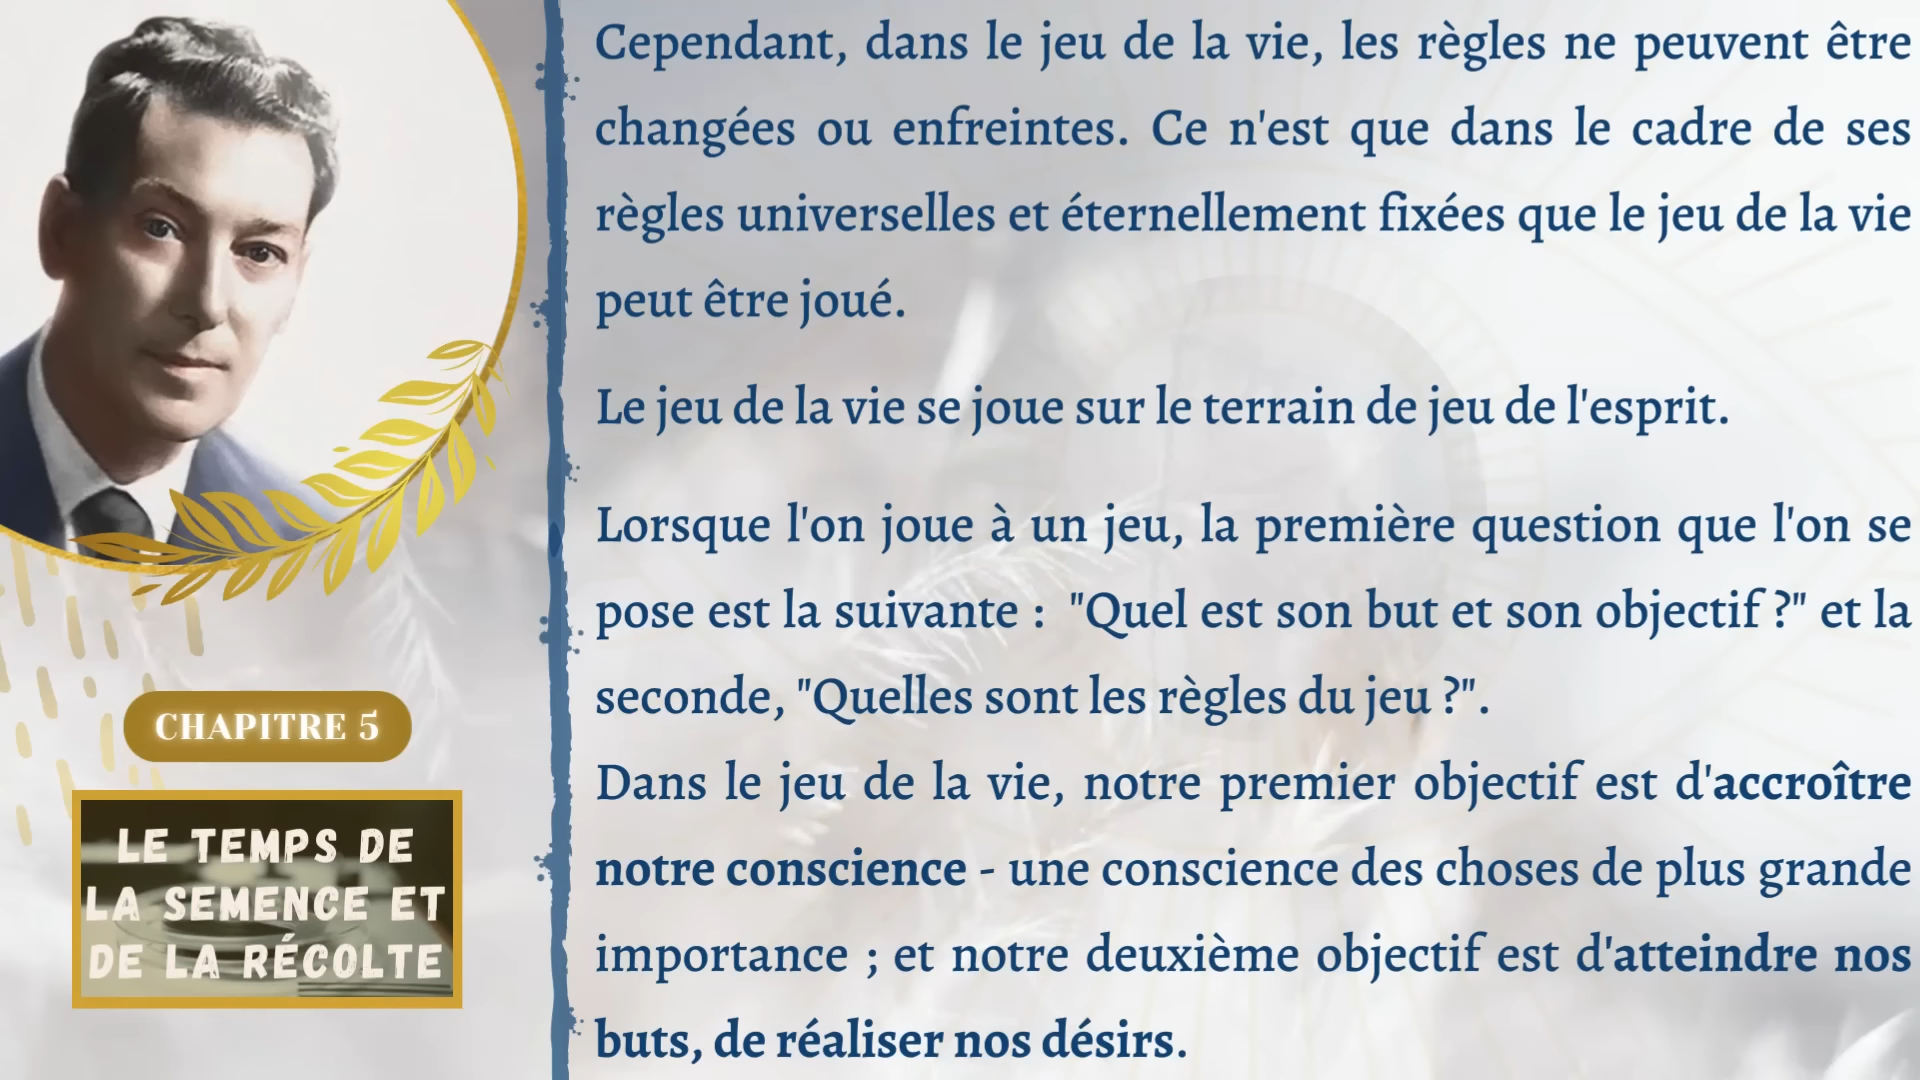 Cependant, dans le jeu de la vie, les règles ne peuvent être
changées ou enfreintes. Ce n'est que dans le cadre de ses
règles universelles et éternellement fixées que le jeu de la vie
peut être joué.
Le jeu de la vie se joue sur le terrain de jeu de l'esprit.
Lorsque l'on joue à un jeu, la première question que l'on se
pose est la suivante : "Quel est son but et son objectif ?" et la
seconde, "Quelles sont les règles du jeu ?".
Dans le jeu de la vie, notre premier objectif est d'accroître
notre conscience - une conscience des choses de plus grande
importance ; et notre deuxième objectif est d'atteindre nos
buts, de réaliser nos désirs.
CHAPITRE 5
LE TEMPS DE
LA SEMENCE ET
DE LA RÉCOLTE